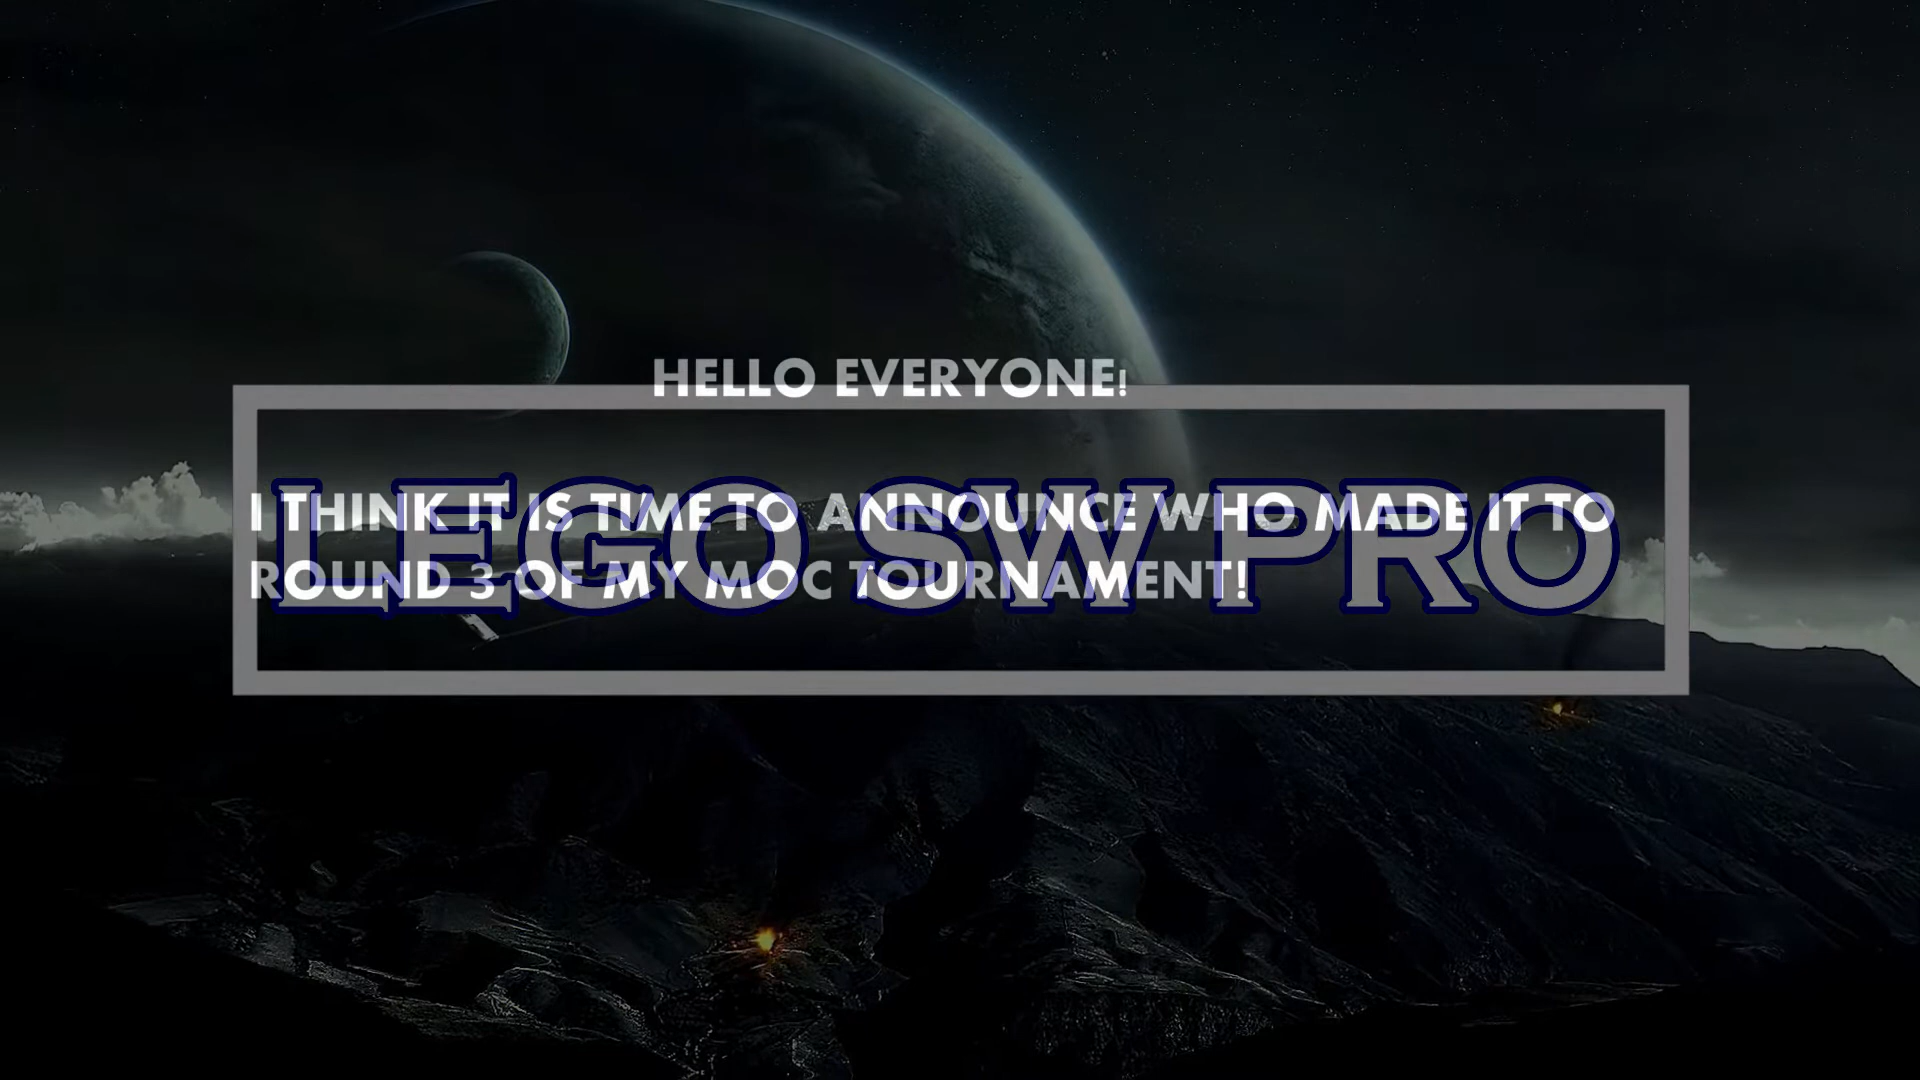 HELLO EVERYONE!
I THINK IT IS TIME TO ANNOUNCE WHO MADE IT TO
ROUND 3 OF MY MOC TOURNAMENT!
LEGO SW PRO